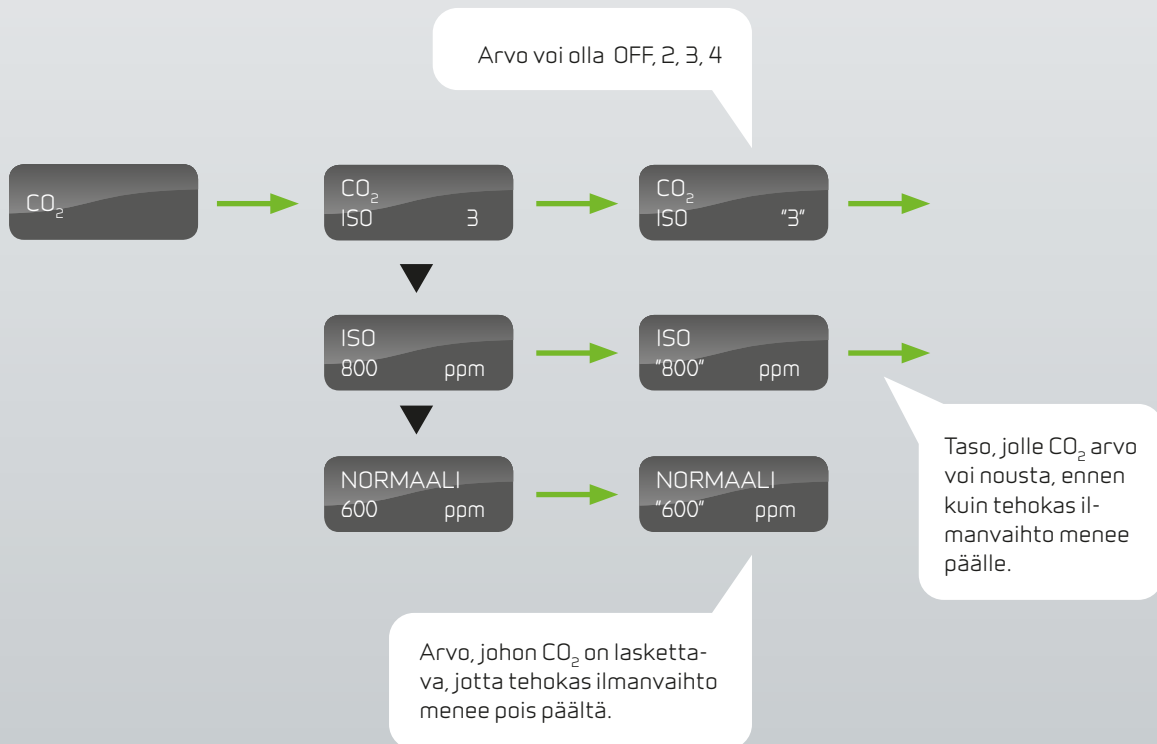 Arvo voi olla OFF, 2, 3, 4
CO₂
CO₂
ISO 3
CO₂
ISO "3"
ISO
800 ppm
ISO
"800" ppm
NORMAALI
600 ppm
NORMAALI
"600" ppm
Taso, jolle CO₂ arvo
voi nousta, ennen
kuin tehokas il-
manvaihto menee
päälle.
Arvo, johon CO₂ on laskетta-
va, jotta tehokas ilmanvaihto
menee pois päältä.